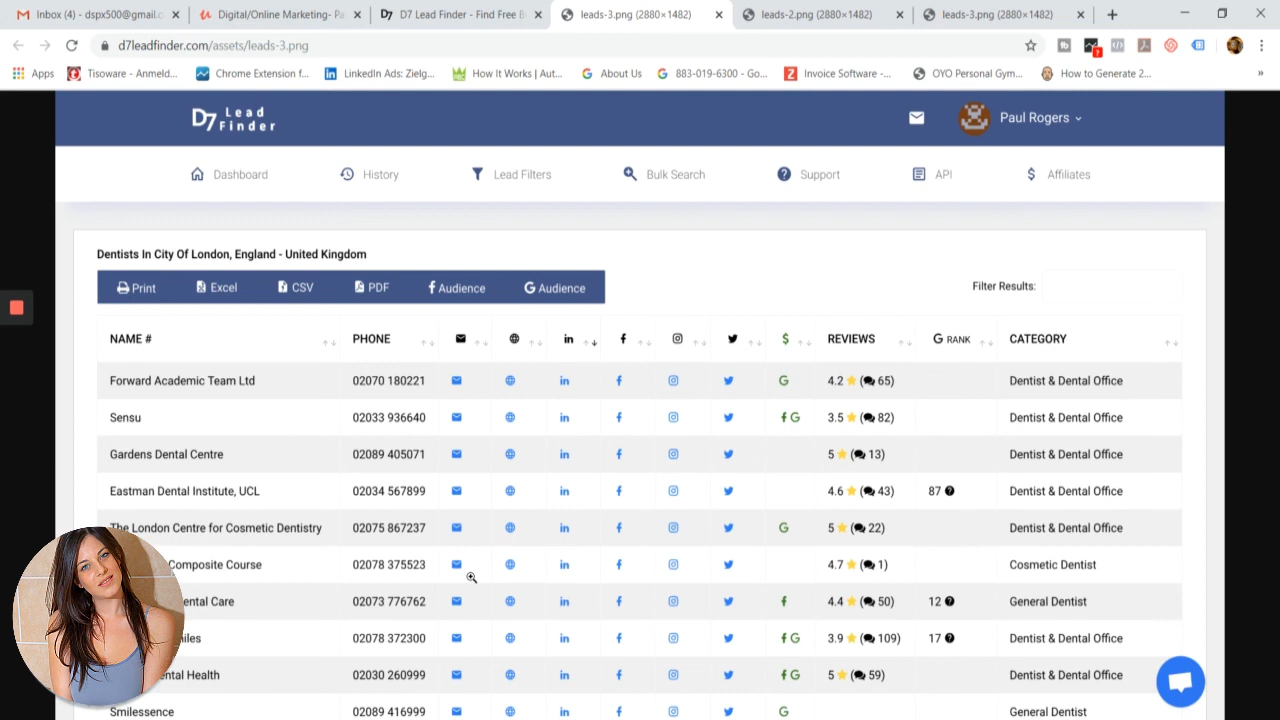 Inbox (3) - dspx500@gmail.c
Digital/Online Marketing- Pa
D7 Lead Finder - Find Free B
leads-3.png (2880×1482)
leads-2.png (2880×1482)
leads-3.png (2880×1482)
d7leadfinder.com/assets/leads-3.png
Apps
Tisoware - Anmeld...
Chrome Extension f...
LinkedIn Ads: Zielg...
How It Works | Aut...
About Us
883-019-6300 - Go...
Invoice Software -...
OYO Personal Gym...
How to Generate 2...
D7 Lead Finder
Paul Rogers
Dashboard
History
Lead Filters
Bulk Search
Support
API
Affiliates
Dentists In City Of London, England - United Kingdom
Print
Excel
CSV
PDF
Audience
Audience
Filter Results:
NAME # PHONE REVIEWS G RANK CATEGORY
Forward Academic Team Ltd 02070 180221 4.2 (65) Dentist & Dental Office
Sensu 02033 936640 3.5 (82) Dentist & Dental Office
Gardens Dental Centre 02089 405071 5 (13) Dentist & Dental Office
Eastman Dental Institute, UCL 02034 567899 4.6 (43) 87 Dentist & Dental Office
The London Centre for Cosmetic Dentistry 02075 867237 5 (22) Dentist & Dental Office
Composite Course 02078 375523 4.7 (1) Cosmetic Dentist
ental Care 02073 776762 4.4 (50) 12 General Dentist
iles 02078 372300 3.9 (109) 17 Dentist & Dental Office
ental Health 02030 260999 5 (59) Dentist & Dental Office
Smilessence 02089 416999 General Dentist